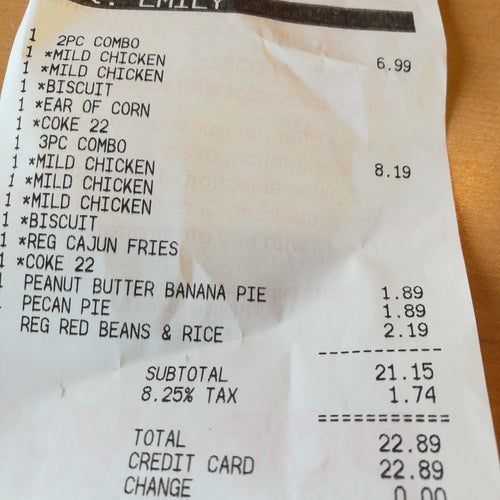 : EMILY
1 2PC COMBO 6.99
1 *MILD CHICKEN
1 *MILD CHICKEN
1 *BISCUIT
1 *EAR OF CORN
1 *COKE 22
1 3PC COMBO 8.19
1 *MILD CHICKEN
1 *MILD CHICKEN
1 *MILD CHICKEN
1 *BISCUIT
1 *REG CAJUN FRIES
1 *COKE 22
1 PEANUT BUTTER BANANA PIE 1.89
1 PECAN PIE 1.89
REG RED BEANS & RICE 2.19
SUBTOTAL 21.15
8.25% TAX 1.74
TOTAL 22.89
CREDIT CARD 22.89
CHANGE 0.00